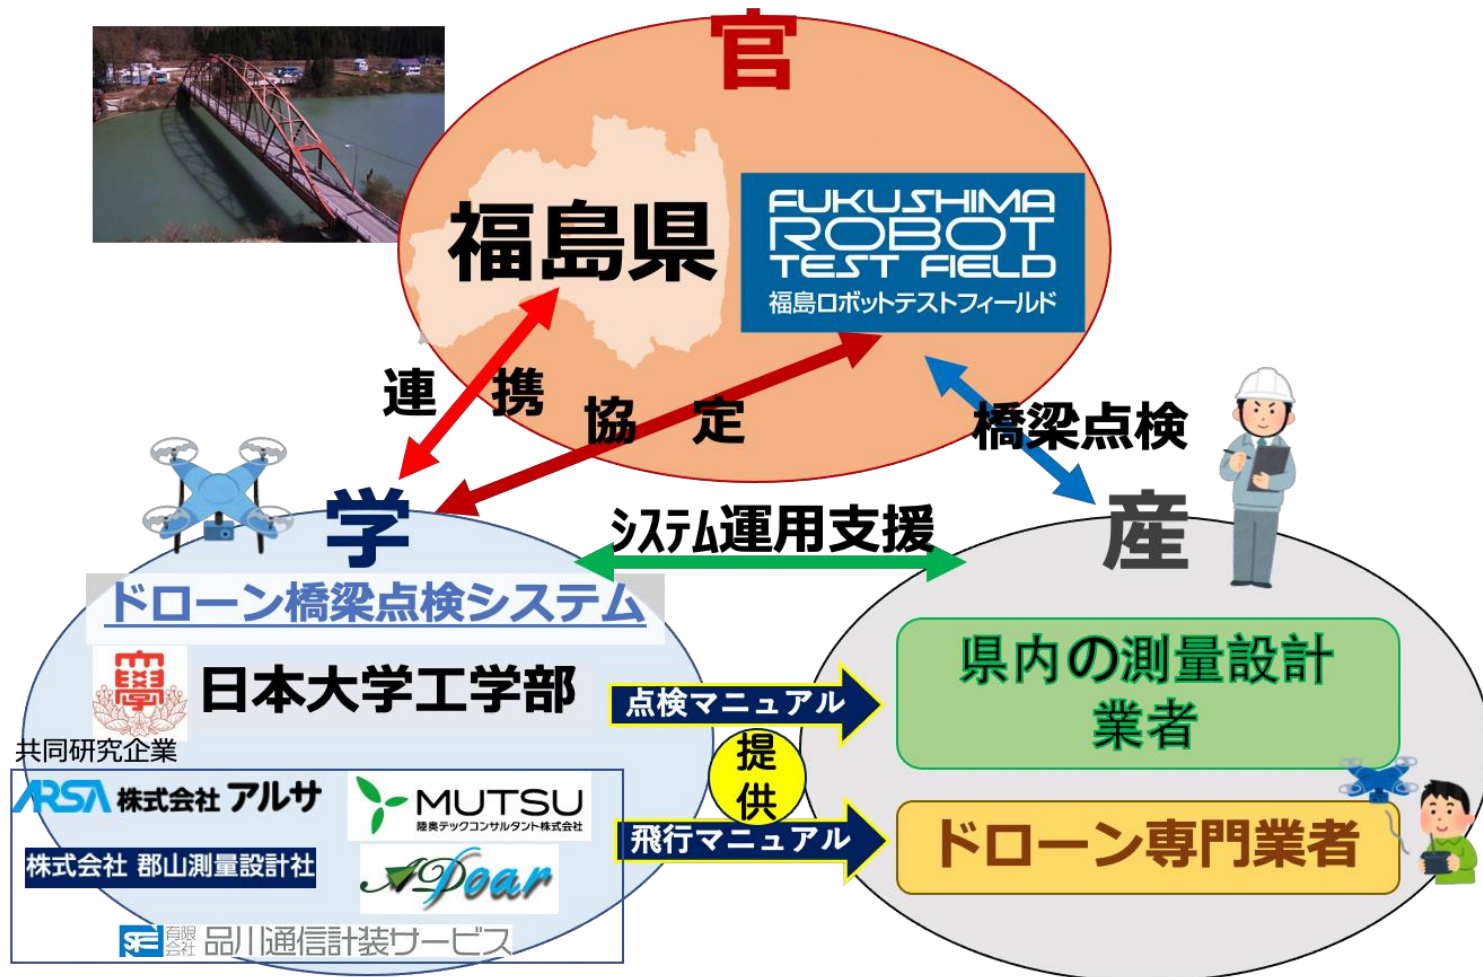 官
福島県
FUKUSHIMA
ROBOT
TEST FIELD
福島ロボットテストフィールド
連 携
協 定
橋梁点検
学
システム運用支援
産
ドローン橋梁点検システム
日本大学工学部
共同研究企業
ARSA 株式会社 アルサ
MUTSU
陸奥テックコンサルタント株式会社
株式会社 郡山測量設計社
ADoar
有限会社 品川通信計装サービス
点検マニュアル
提供
飛行マニュアル
県内の測量設計
業者
ドローン専門業者